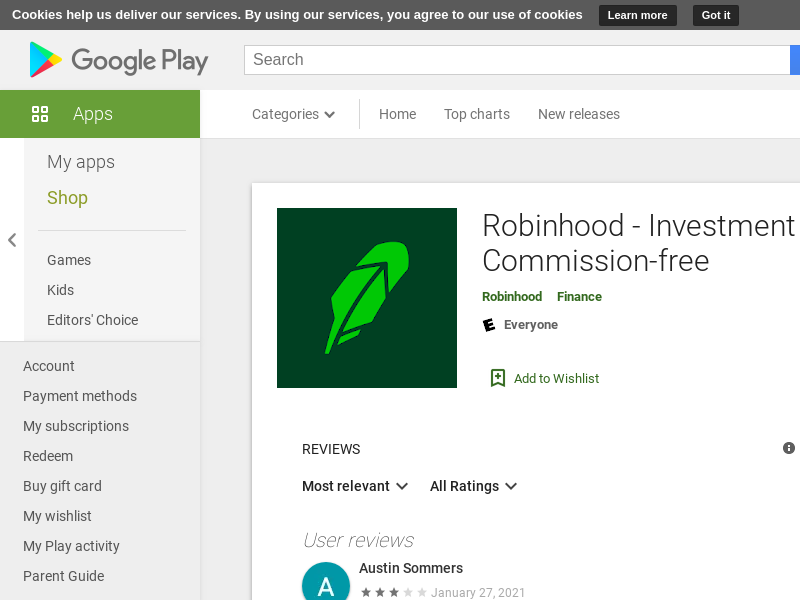 Cookies help us deliver our services. By using our services, you agree to our use of cookies Learn more Got it
Google Play
Search
Apps
Categories Home Top charts New releases
My apps
Shop
Games
Kids
Editors' Choice
Account
Payment methods
My subscriptions
Redeem
Buy gift card
My wishlist
My Play activity
Parent Guide
Robinhood - Investment
Commission-free
Robinhood Finance
E Everyone
Add to Wishlist
REVIEWS
Most relevant All Ratings
User reviews
A
Austin Sommers
January 27, 2021